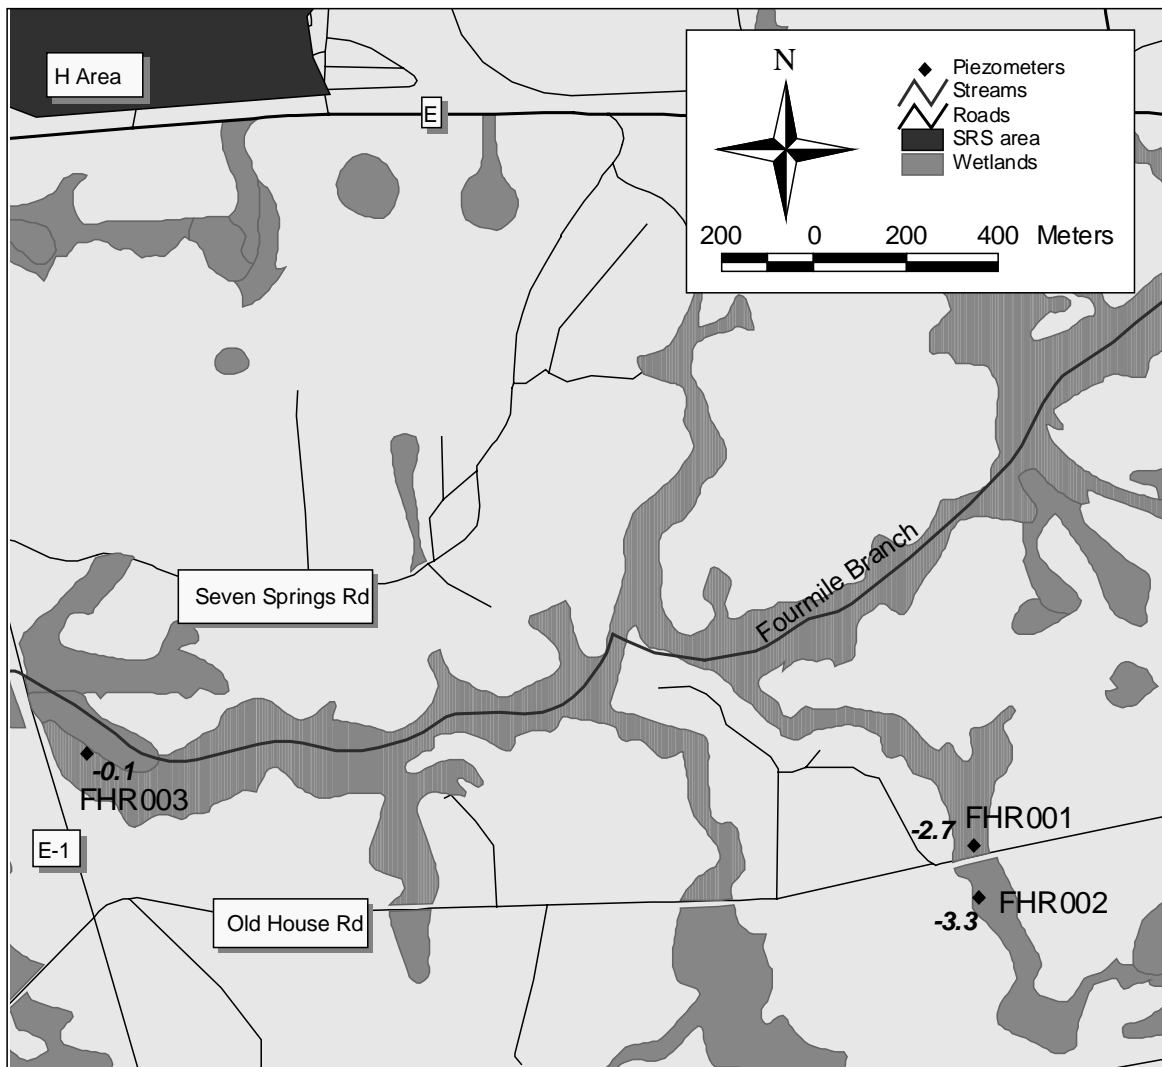 H Area
E
N
Piezometers
Streams
Roads
SRS area
Wetlands
200 0 200 400 Meters
Fourmile Branch
Seven Springs Rd
-0.1
FHR003
-2.7 FHR001
E-1
FHR002
-3.3
Old House Rd